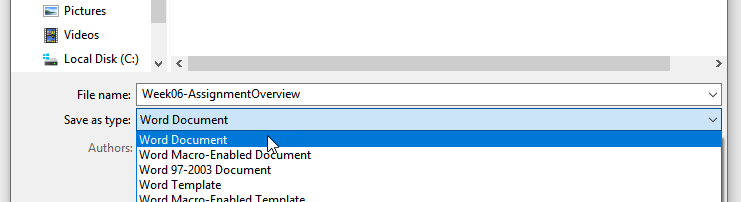 Pictures
Videos
Local Disk (C:)
File name: Week06-AssignmentOverview
Save as type: Word Document
Word Document
Authors:
Word Macro-Enabled Document
Word 97-2003 Document
Word Template
Word Macro-Enabled Template